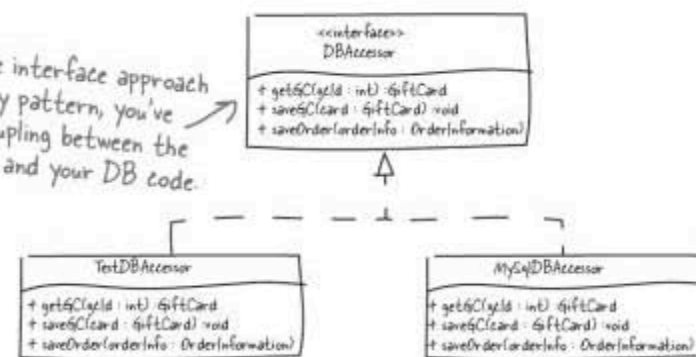 <<interface>>
DBAccessor
+ getGC(gcId : int) : GiftCard
+ saveGC(card : GiftCard) : void
+ saveOrder(orderInfo : OrderInformation)
interface approach
pattern, you've
between the
and your DB code.
TestDBAccessor
+ getGC(gcId : int) : GiftCard
+ saveGC(card : GiftCard) : void
+ saveOrder(orderInfo : OrderInformation)
MySqlDBAccessor
+ getGC(gcId : int) : GiftCard
+ saveGC(card : GiftCard) : void
+ saveOrder(orderInfo : OrderInformation)